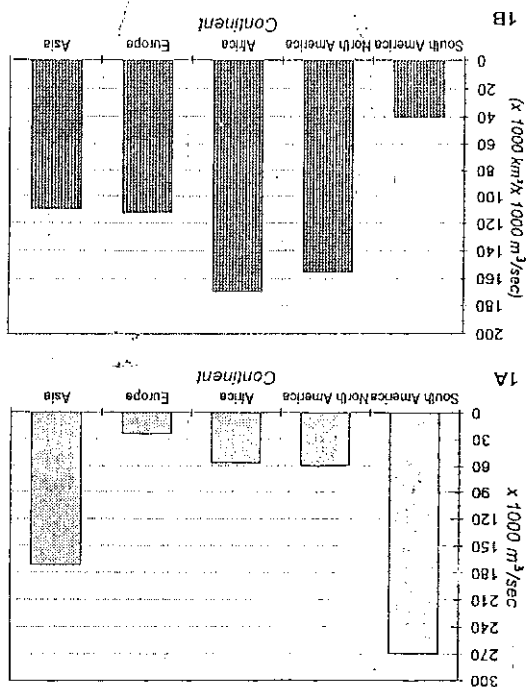 x 1000 m³/sec
300
270
240
210
180
150
120
90
60
30
0
South America North America Africa Europe Asia
Continent
1A
(x 1000 km³/x 1000 m³/sec)
200
180
160
140
120
100
80
60
40
20
0
South America North America Africa Europe Asia
Continent
1B